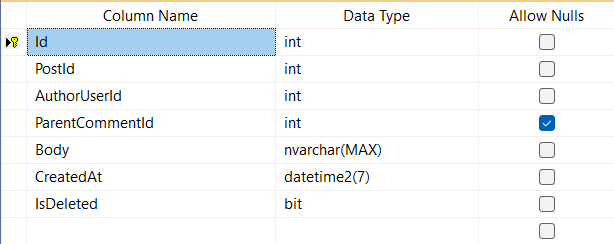 Column Name Data Type Allow Nulls
Id int
PostId int
AuthorUserId int
ParentCommentId int
Body nvarchar(MAX)
CreatedAt datetime2(7)
IsDeleted bit